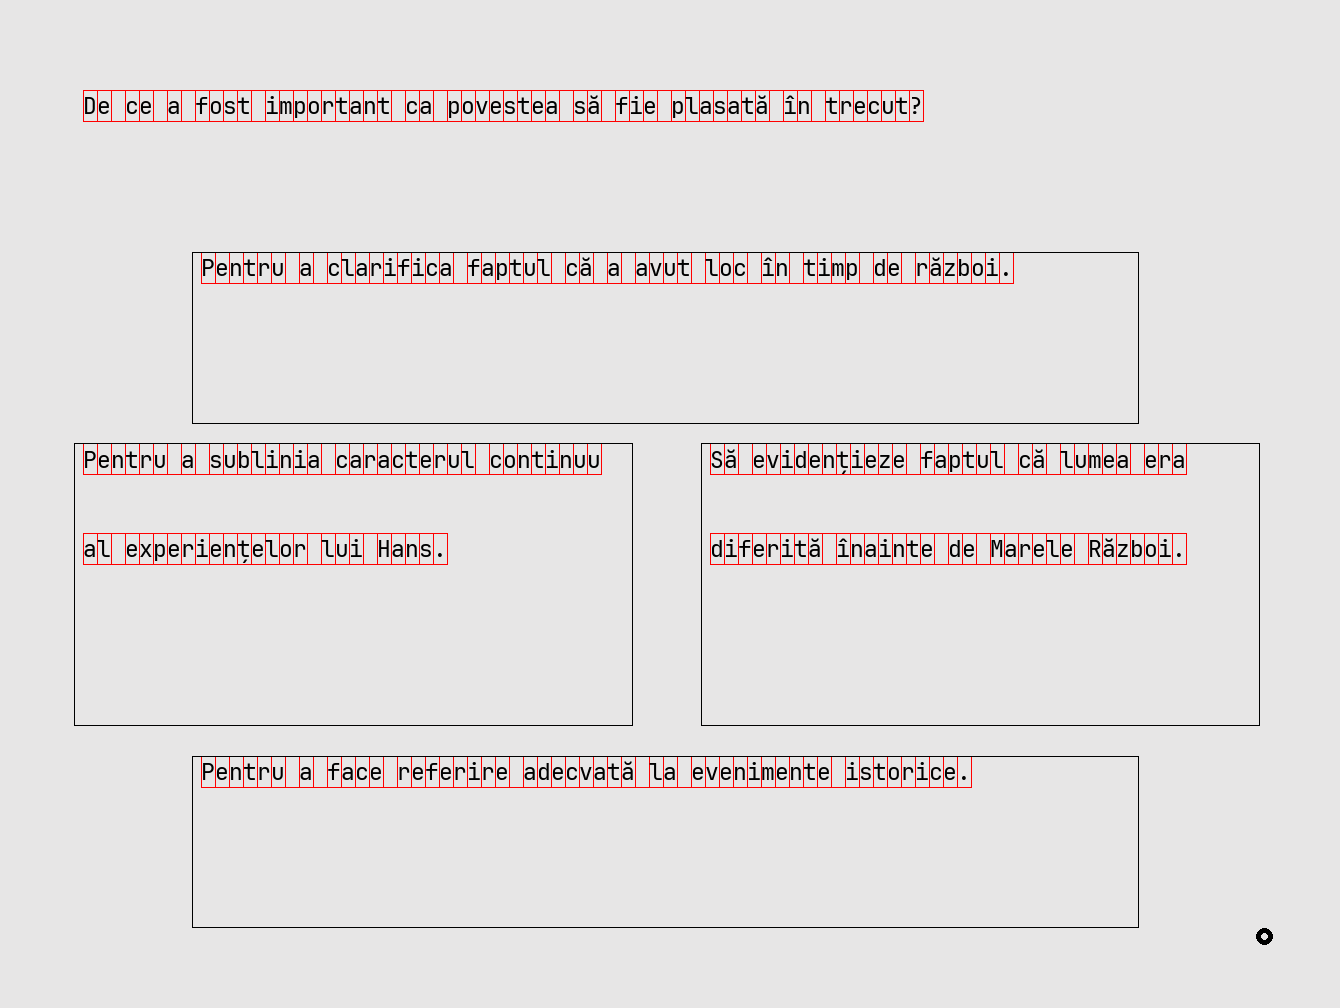 De ce a fost important ca povestea să fie plasată în trecut?
Pentru a clarifica faptul că a avut loc în timp de război.
Pentru a sublinia caracterul continuu
al experiențelor lui Hans.
Să evidențieze faptul că lumea era
diferită înainte de Marele Război.
Pentru a face referire adecvată la evenimente istorice.